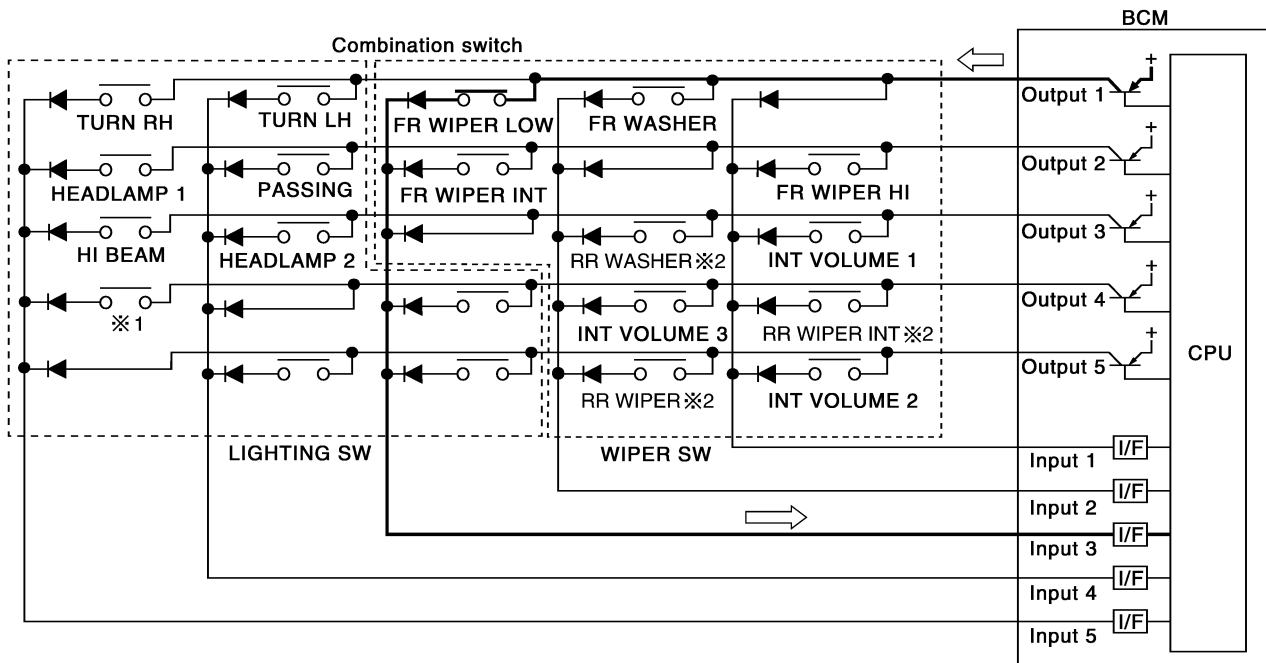 BCM
Combination switch
+
Output 1
TURN RH
TURN LH
FR WIPER LOW
FR WASHER
+
Output 2
HEADLAMP 1
PASSING
FR WIPER INT
FR WIPER HI
+
Output 3
HI BEAM
HEADLAMP 2
RR WASHER※2
INT VOLUME 1
+
Output 4
※1
INT VOLUME 3
RR WIPER INT※2
+
Output 5
CPU
RR WIPER※2
INT VOLUME 2
LIGHTING SW
WIPER SW
Input 1
I/F
Input 2
I/F
Input 3
I/F
Input 4
I/F
Input 5
I/F